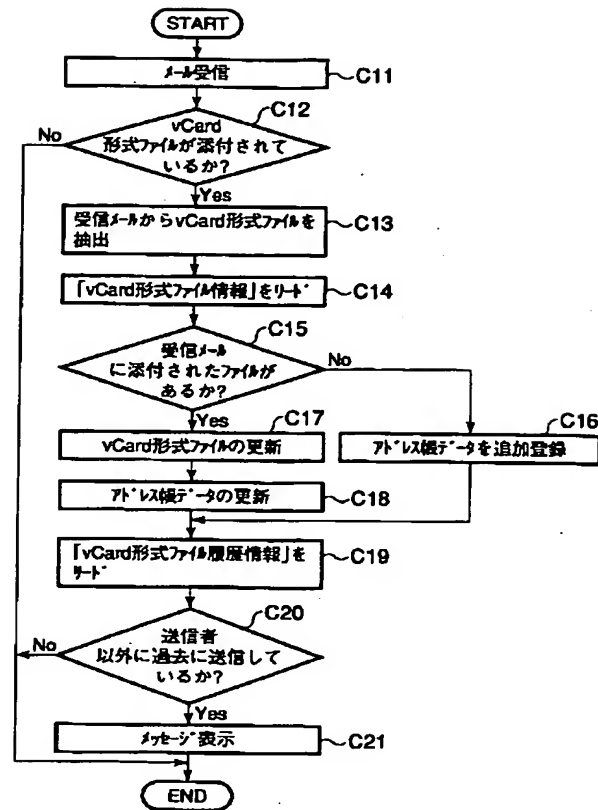 START
メール受信
C11
C12
vCard
形式ファイルが添付されて
いるか?
No
Yes
受信メールからvCard形式ファイルを
抽出
C13
「vCard形式ファイル情報」をリード
C14
C15
受信メール
に添付されたファイルが
あるか?
No
Yes
C17
vCard形式ファイルの更新
C16
アドレス帳データを追加登録
アドレス帳データの更新
C18
「vCard形式ファイル履歴情報」を
リード
C19
C20
送信者
以外に過去に送信して
いるか?
No
Yes
メッセージ表示
C21
END